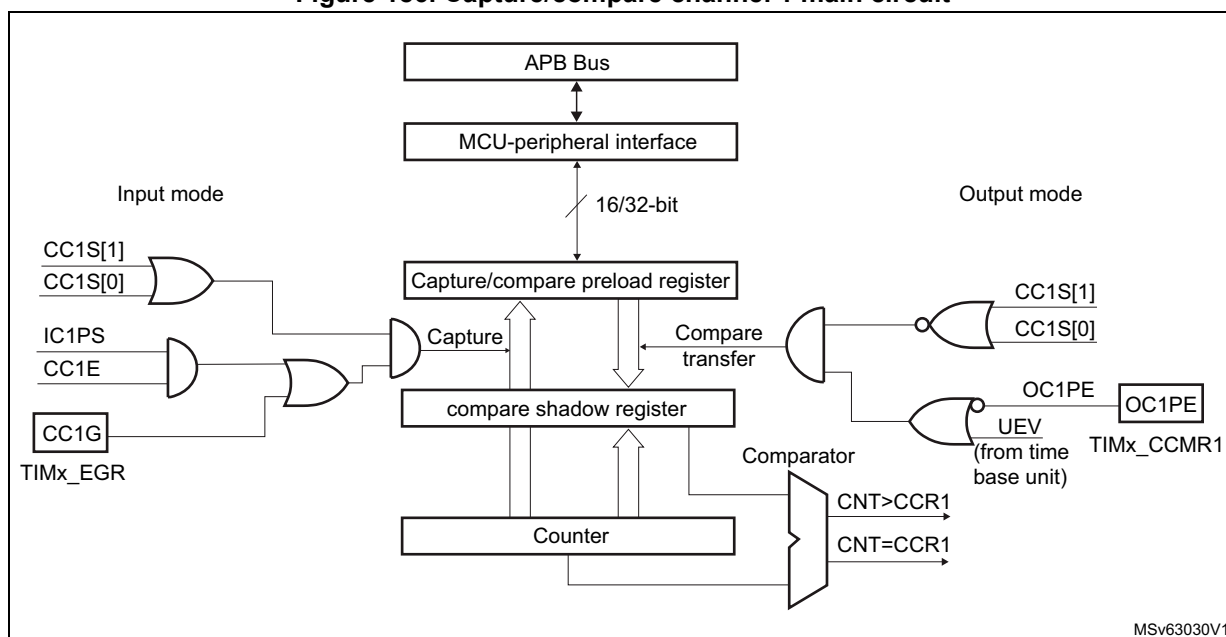 APB Bus
MCU-peripheral interface
16/32-bit
Input mode
Output mode
CC1S[1]
CC1S[0]
IC1PS
CC1E
CC1G
TIMx_EGR
Capture
Capture/compare preload register
Compare
transfer
compare shadow register
Counter
Comparator
CNT>CCR1
CNT=CCR1
CC1S[1]
CC1S[0]
OC1PE
OC1PE
UEV
(from time
base unit)
TIMx_CCMR1
MSv63030V1